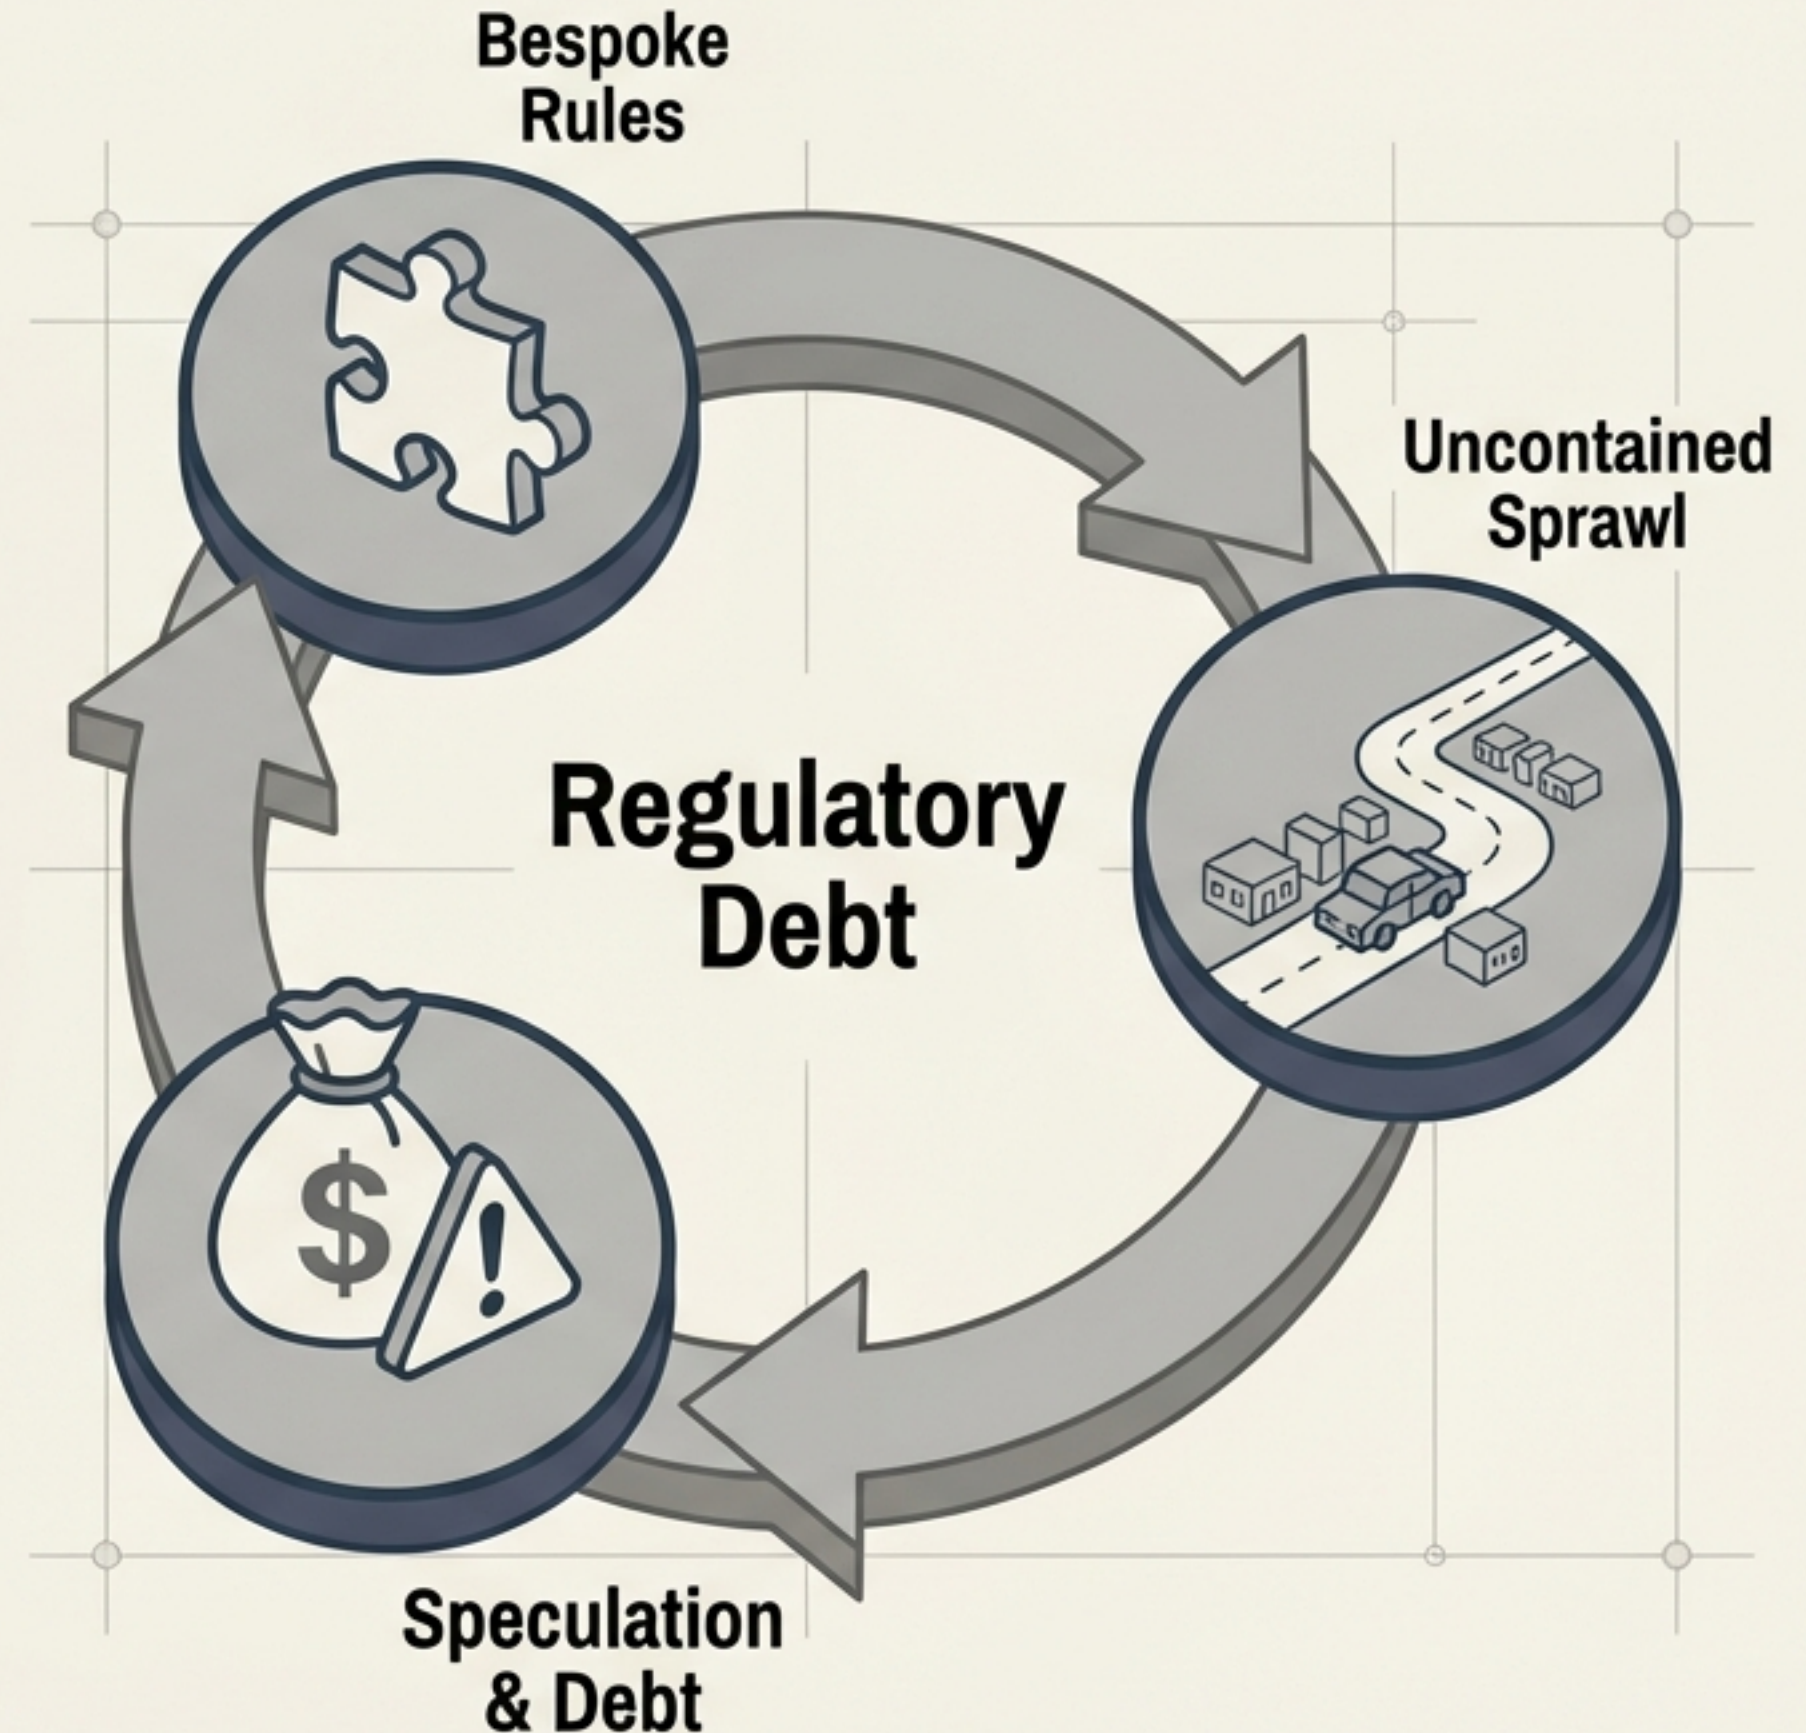 Bespoke
Rules
Uncontained
Sprawl
Regulatory
Debt
$
!
Speculation
& Debt